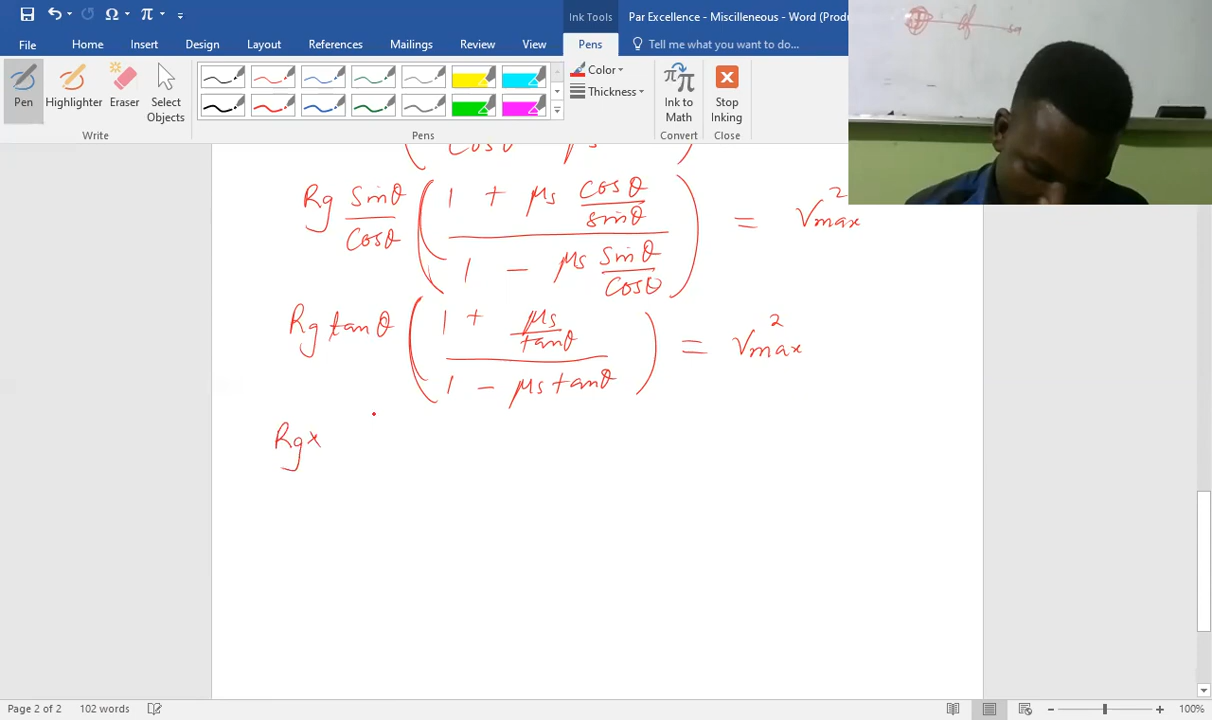 Ink Tools
Par Excellence - Miscilleneous - Word (Produ
File Home Insert Design Layout References Mailings Review View Pens Tell me what you want to do...
Pen
Highlighter
Eraser
Select Objects
Color
Thickness
Ink to Math
Stop Inking
Write Pens Convert Close
Rg sinθ/cosθ ( (1 + μs cosθ/sinθ) / (1 - μs sinθ/cosθ) ) = Vmax²
Rg tanθ ( (1 + μs/tanθ) / (1 - μs tanθ) ) = Vmax²
Rg x
Page 2 of 2 102 words 100%